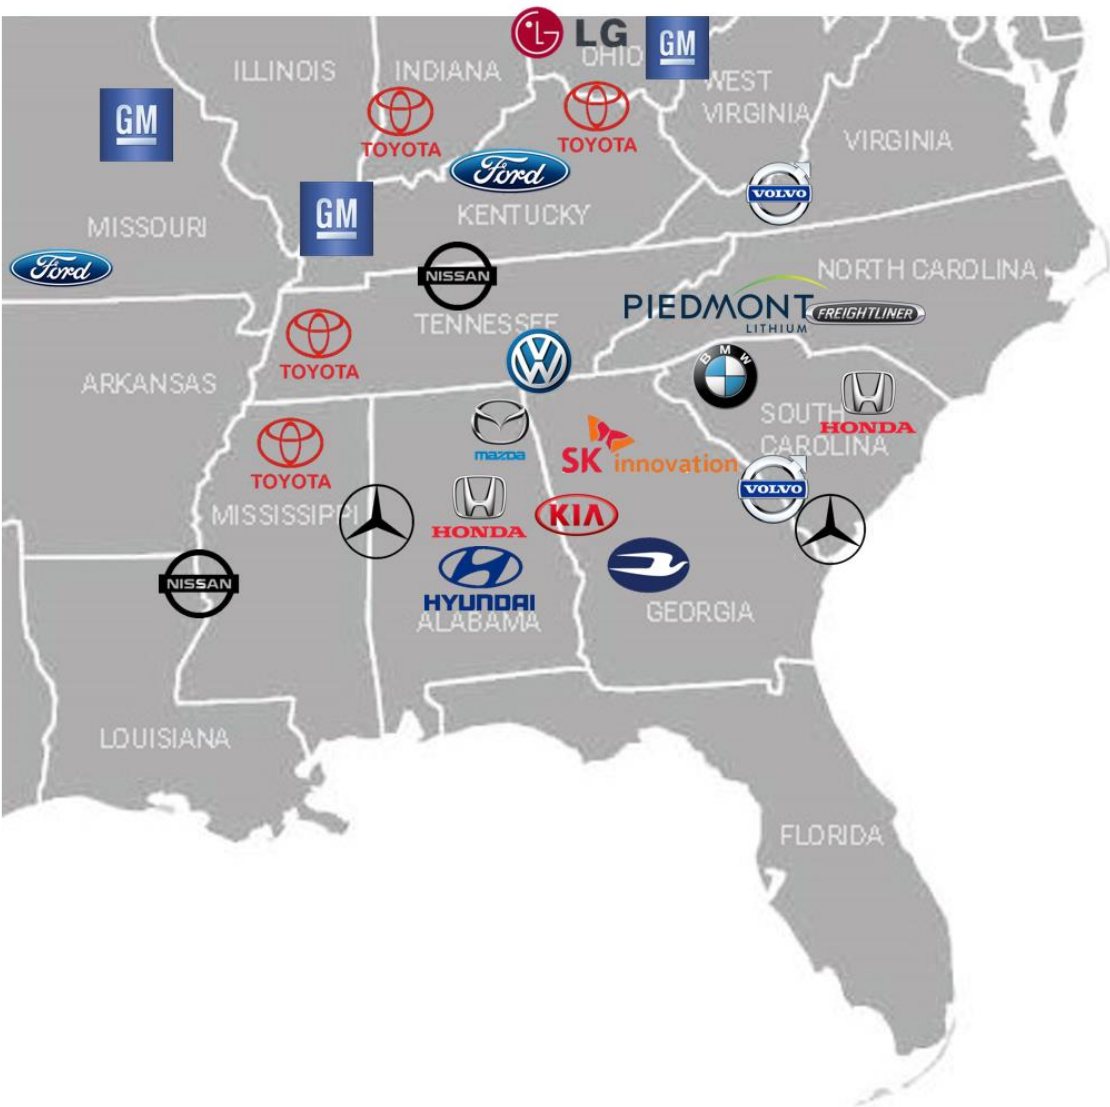 LG
GM
OHIO
ILLINOIS
INDIANA
WEST
VIRGINIA
GM
TOYOTA
TOYOTA
VIRGINIA
Ford
VOLVO
GM
KENTUCKY
MISSOURI
Ford
NISSAN
NORTH CAROLINA
PIEDMONT
LITHIUM
FREIGHTLINER
TENNESSEE
TOYOTA
VW
BMW
ARKANSAS
HONDA
SOUTH
CAROLINA
mazda
SK innovation
TOYOTA
VOLVO
MISSISSIPPI
HONDA
KIA
NISSAN
HYUNDAI
ALABAMA
GEORGIA
LOUISIANA
FLORIDA